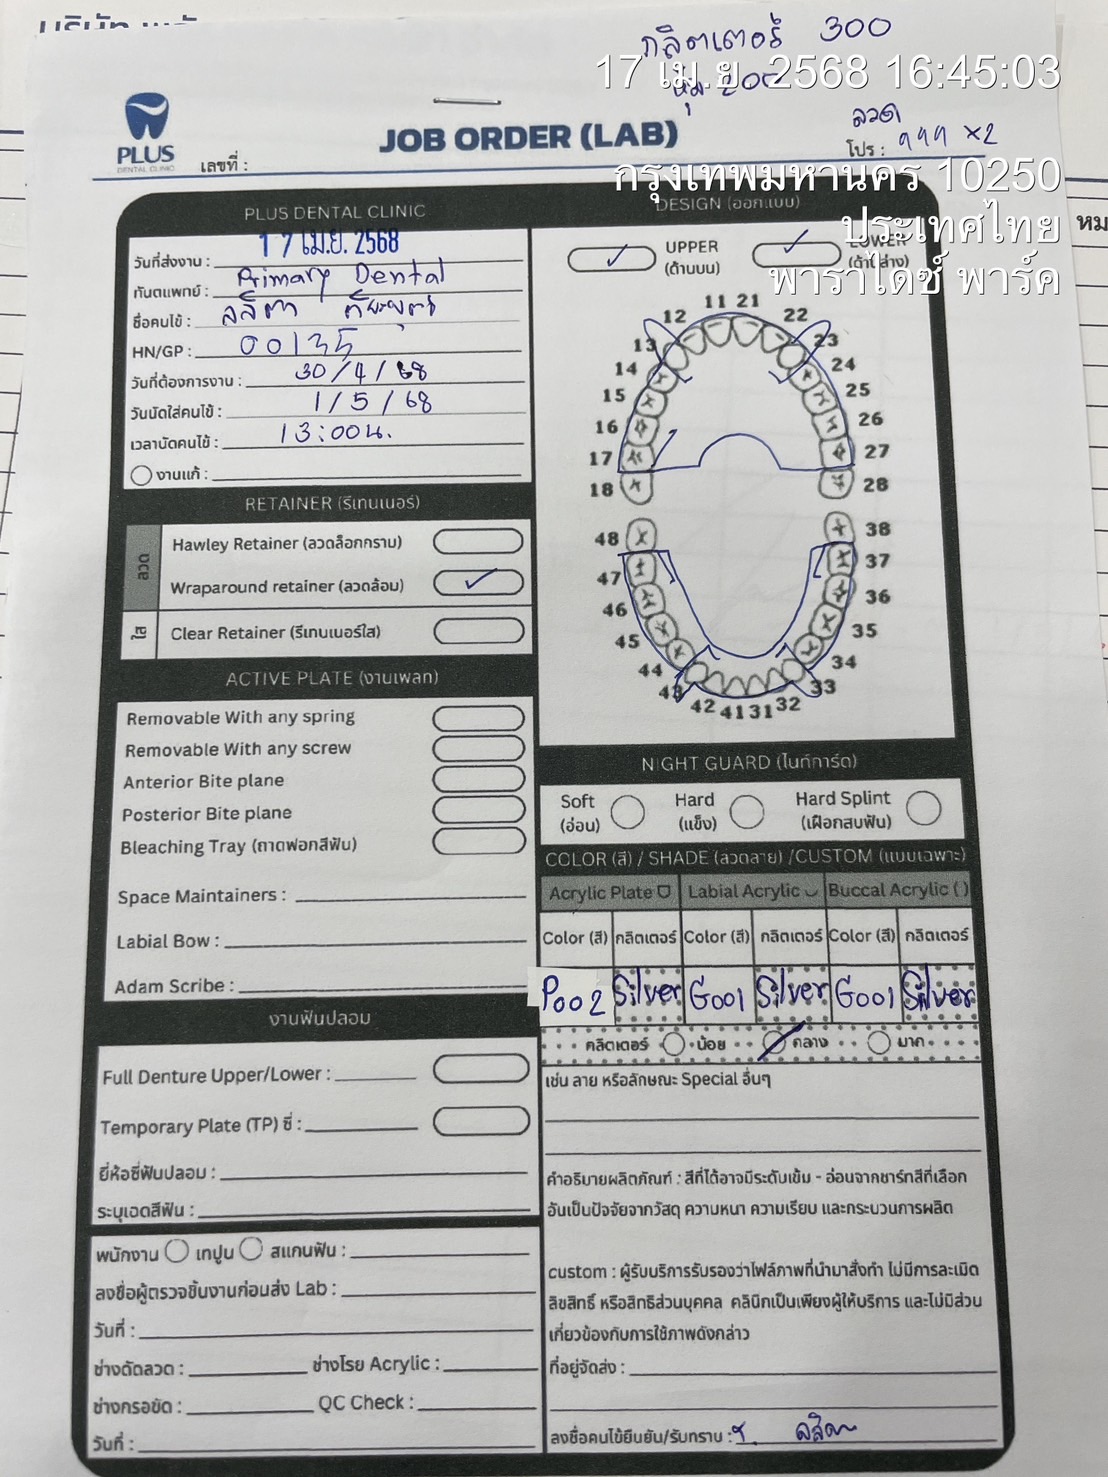 กลิตเตอร์ 300
17 เม.ย. 2568 16:45:03
หุ้ม 200
ลวด
โปร : 999 x2
PLUS
DENTAL CLINIC
เลขที่ :
JOB ORDER (LAB)
กรุงเทพมหานคร 10250
ประเทศไทย
พาราไดซ์ พาร์ค
PLUS DENTAL CLINIC
วันที่ส่งงาน : 17 เม.ย. 2568
ทันตแพทย์ : Primary Dental
ชื่อคนไข้ : ลลิตา
HN/GP : 00135
วันที่ต้องการงาน : 30/4/68
วันนัดใส่คนไข้ : 1/5/68
เวลานัดคนไข้ : 13:00น.
งานแก้ :
RETAINER (รีเทนเนอร์)
ลวด
Hawley Retainer (ลวดล็อกกราม)
Wraparound retainer (ลวดล้อม)
ใส
Clear Retainer (รีเทนเนอร์ใส)
ACTIVE PLATE (งานเพลท)
Removable With any spring
Removable With any screw
Anterior Bite plane
Posterior Bite plane
Bleaching Tray (ถาดฟอกสีฟัน)
Space Maintainers :
Labial Bow :
Adam Scribe :
งานฟันปลอม
Full Denture Upper/Lower :
Temporary Plate (TP) ซี่ :
ยี่ห้อซี่ฟันปลอม :
ระบุเฉดสีฟัน :
พนักงาน เทปูน สแกนฟัน :
ลงชื่อผู้ตรวจชิ้นงานก่อนส่ง Lab :
วันที่ :
ช่างดัดลวด : ช่างโรย Acrylic :
ช่างกรอขัด : QC Check :
วันที่ :
DESIGN (ออกแบบ)
UPPER
(ด้านบน)
LOWER
(ด้านล่าง)
11 21
12 22
13 23
14 24
15 25
16 26
17 27
18 28
48 38
47 37
46 36
45 35
44 34
43 33
42 41 31 32
NIGHT GUARD (ไนท์การ์ด)
Soft
(อ่อน)
Hard
(แข็ง)
Hard Splint
(เฝือกสบฟัน)
COLOR (สี) / SHADE (ลวดลาย) /CUSTOM (แบบเฉพาะ)
Acrylic Plate Labial Acrylic Buccal Acrylic ( )
Color (สี) กลิตเตอร์ Color (สี) กลิตเตอร์ Color (สี) กลิตเตอร์
P002 Silver G001 Silver G001 Silver
กลิตเตอร์ น้อย กลาง มาก
เช่น ลาย หรือลักษณะ Special อื่นๆ
คำอธิบายผลิตภัณฑ์ : สีที่ได้อาจมีระดับเข้ม - อ่อนจากชาร์ทสีที่เลือก
อันเป็นปัจจัยจากวัสดุ ความหนา ความเรียบ และกระบวนการผลิต
custom : ผู้รับบริการรับรองว่าไฟล์ภาพที่นำมาสั่งทำ ไม่มีการละเมิด
ลิขสิทธิ์ หรือสิทธิส่วนบุคคล คลินิกเป็นเพียงผู้ให้บริการ และไม่มีส่วน
เกี่ยวข้องกับการใช้ภาพดังกล่าว
ที่อยู่จัดส่ง :
ลงชื่อคนไข้ยืนยัน/รับทราบ : ลลิตา